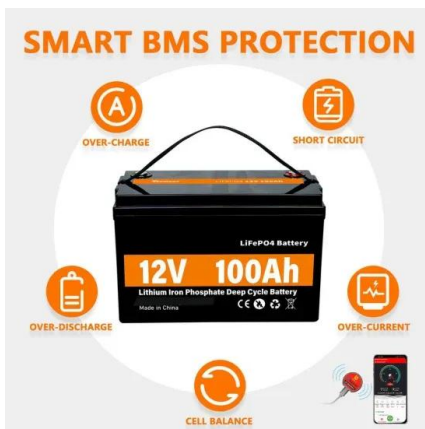 SMART BMS PROTECTION
A
OVER-CHARGE
SHORT CIRCUIT
LiFePO4 Battery
12V 100Ah
Lithium Iron Phosphate Deep Cycle Battery
Made in China
CE
OVER-DISCHARGE
OVER-CURRENT
CELL BALANCE